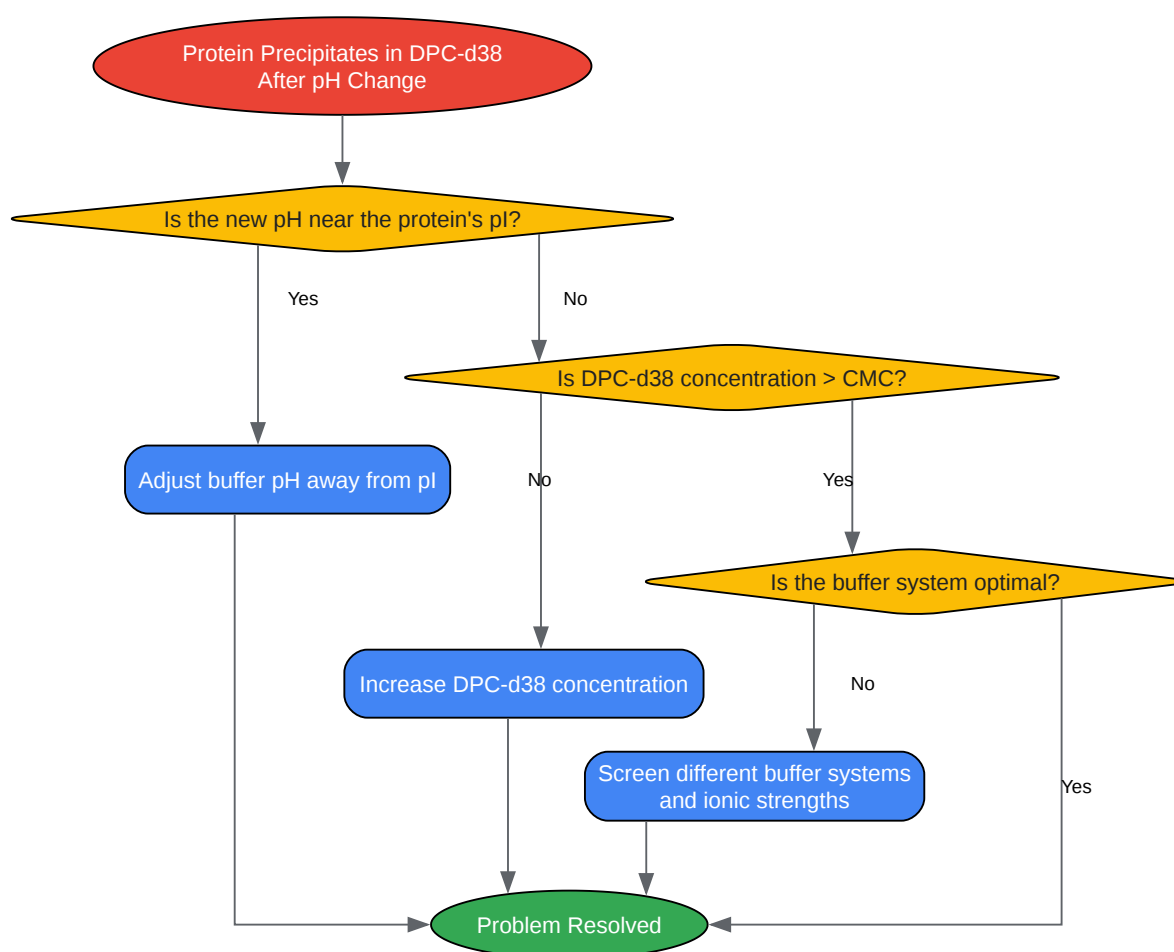 Protein Precipitates in DPC-d38
After pH Change
Is the new pH near the protein's pI?
Yes
No
Is DPC-d38 concentration > CMC?
Adjust buffer pH away from pI
No
Yes
Is the buffer system optimal?
Increase DPC-d38 concentration
No
Screen different buffer systems
and ionic strengths
Yes
Problem Resolved